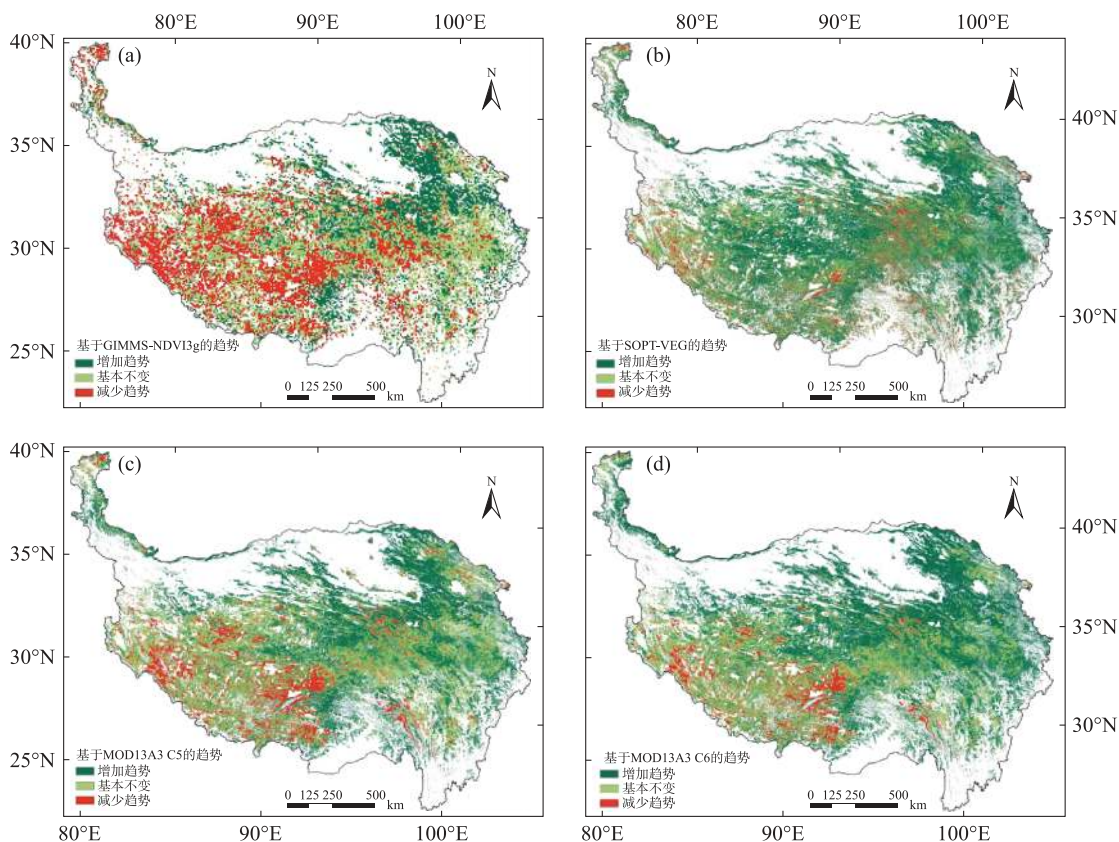 80°E 90°E 100°E 80°E 90°E 100°E
40°N (a) N (b) N
40°N
35°N
35°N
30°N
30°N
25°N
基于GIMMS-NDVI3g的趋势
增加趋势
基本不变
减少趋势
0 125 250 500
km
基于SOPT-VEG的趋势
增加趋势
基本不变
减少趋势
0 125 250 500
km
40°N (c) N (d) N
40°N
35°N
35°N
30°N
30°N
25°N
基于MOD13A3 C5的趋势
增加趋势
基本不变
减少趋势
0 125 250 500
km
基于MOD13A3 C6的趋势
增加趋势
基本不变
减少趋势
0 125 250 500
km
80°E 90°E 100°E 80°E 90°E 100°E